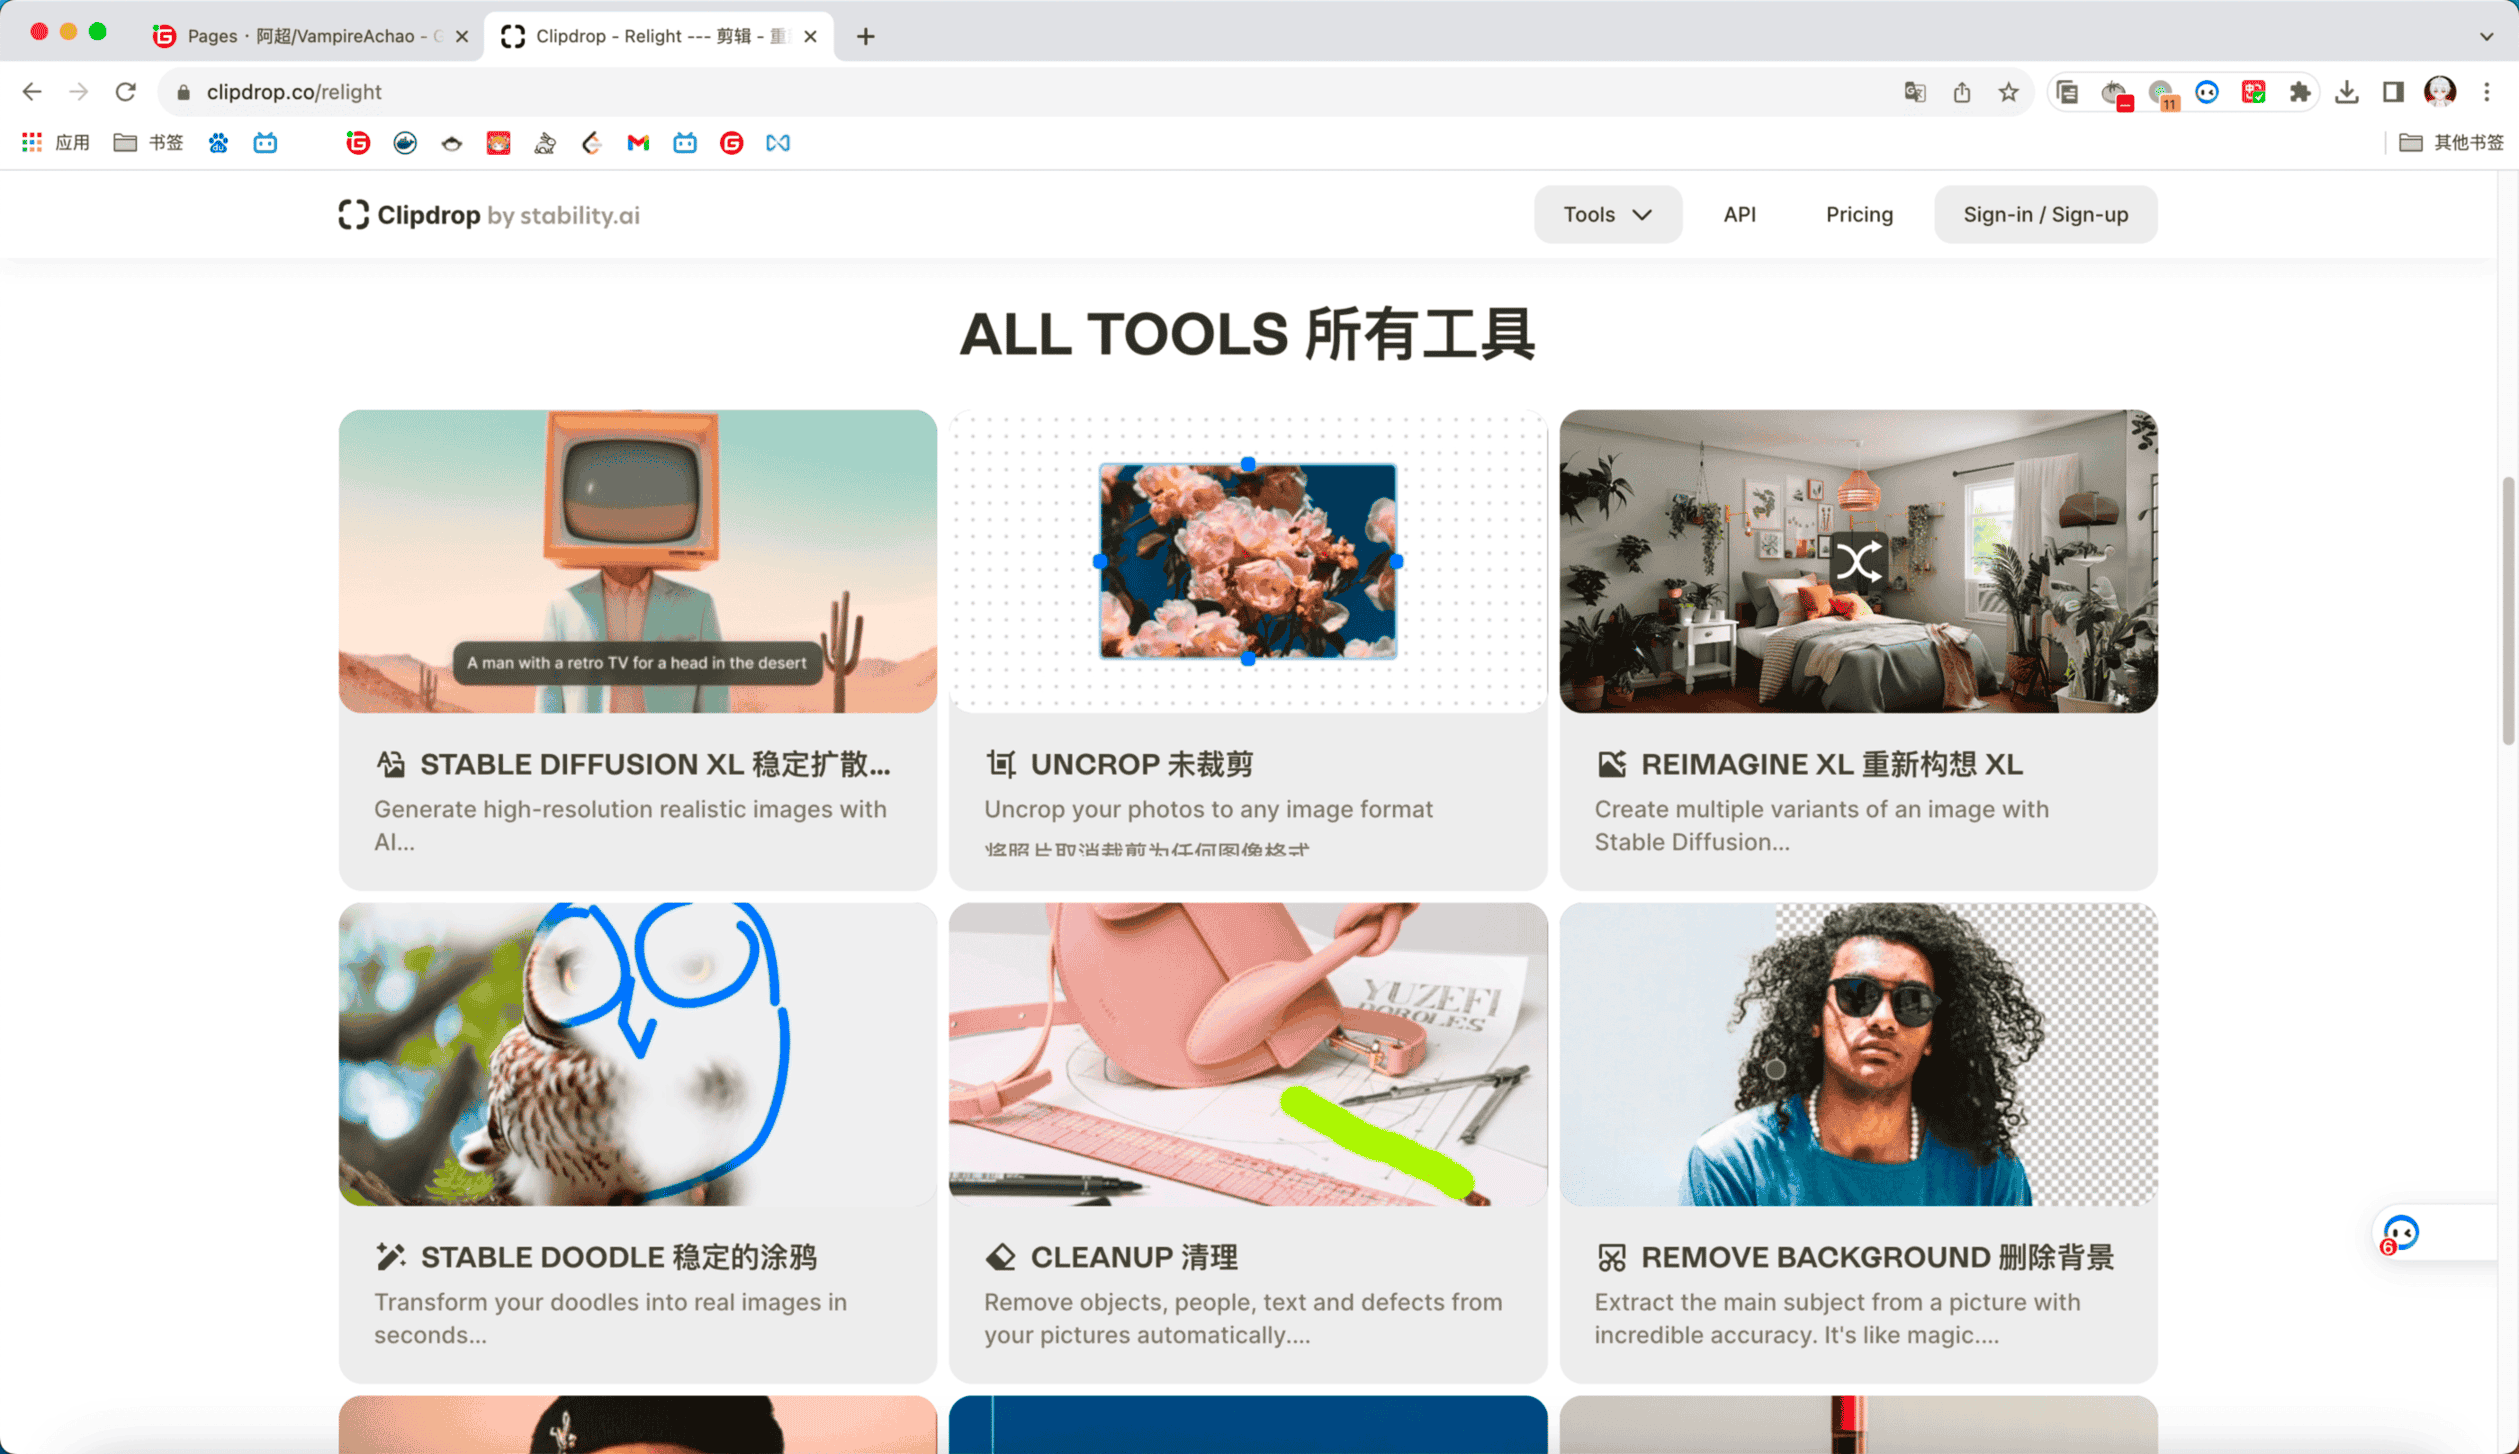 Pages · 阿超/VampireAchao - G
Clipdrop - Relight --- 剪辑 - 重
clipdrop.co/relight
11
应用
书签
其他书签
Clipdrop by stability.ai
Tools
API
Pricing
Sign-in / Sign-up
ALL TOOLS 所有工具
A man with a retro TV for a head in the desert
STABLE DIFFUSION XL 稳定扩散...
Generate high-resolution realistic images with
AI...
UNCROP 未裁剪
Uncrop your photos to any image format
将照片取消裁剪为任何图像格式
REIMAGINE XL 重新构想 XL
Create multiple variants of an image with
Stable Diffusion...
YUZEFI
STABLE DOODLE 稳定的涂鸦
Transform your doodles into real images in
seconds...
CLEANUP 清理
Remove objects, people, text and defects from
your pictures automatically....
REMOVE BACKGROUND 删除背景
Extract the main subject from a picture with
incredible accuracy. It's like magic....
6